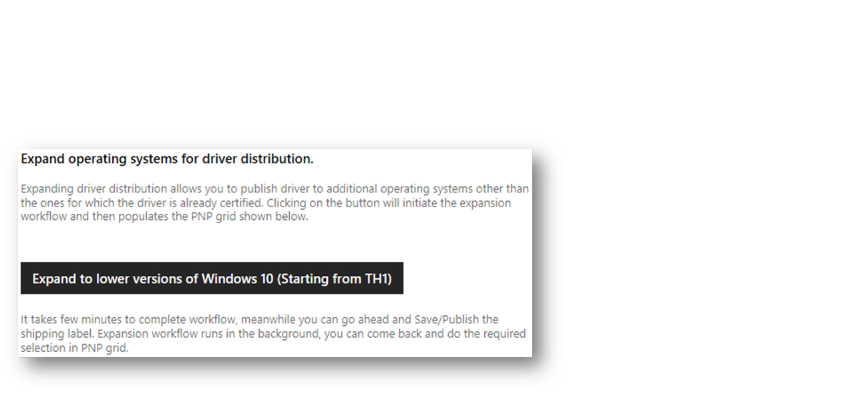 Expand operating systems for driver distribution.
Expanding driver distribution allows you to publish driver to additional operating systems other than
the ones for which the driver is already certified. Clicking on the button will initiate the expansion
workflow and then populates the PNP grid shown below.
Expand to lower versions of Windows 10 (Starting from TH1)
It takes few minutes to complete workflow, meanwhile you can go ahead and Save/Publish the
shipping label. Expansion workflow runs in the background, you can come back and do the required
selection in PNP grid.